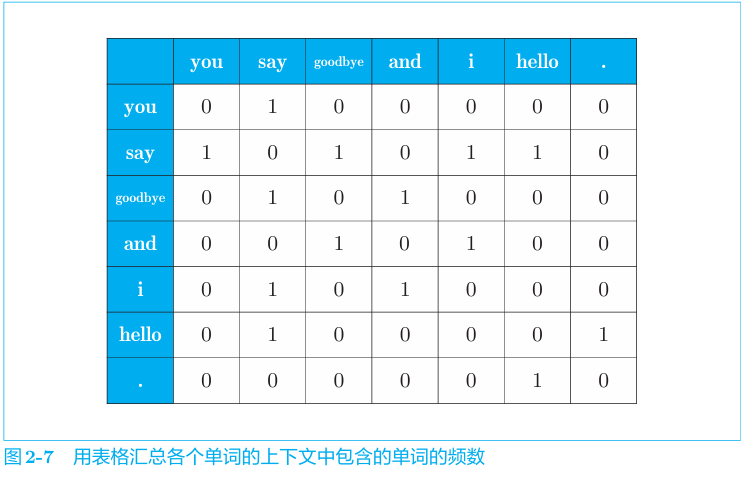 you say goodbye and i hello .
you 0 1 0 0 0 0 0
say 1 0 1 0 1 1 0
goodbye 0 1 0 1 0 0 0
and 0 0 1 0 1 0 0
i 0 1 0 1 0 0 0
hello 0 1 0 0 0 0 1
. 0 0 0 0 0 1 0
图2-7 用表格汇总各个单词的上下文中包含的单词的频数